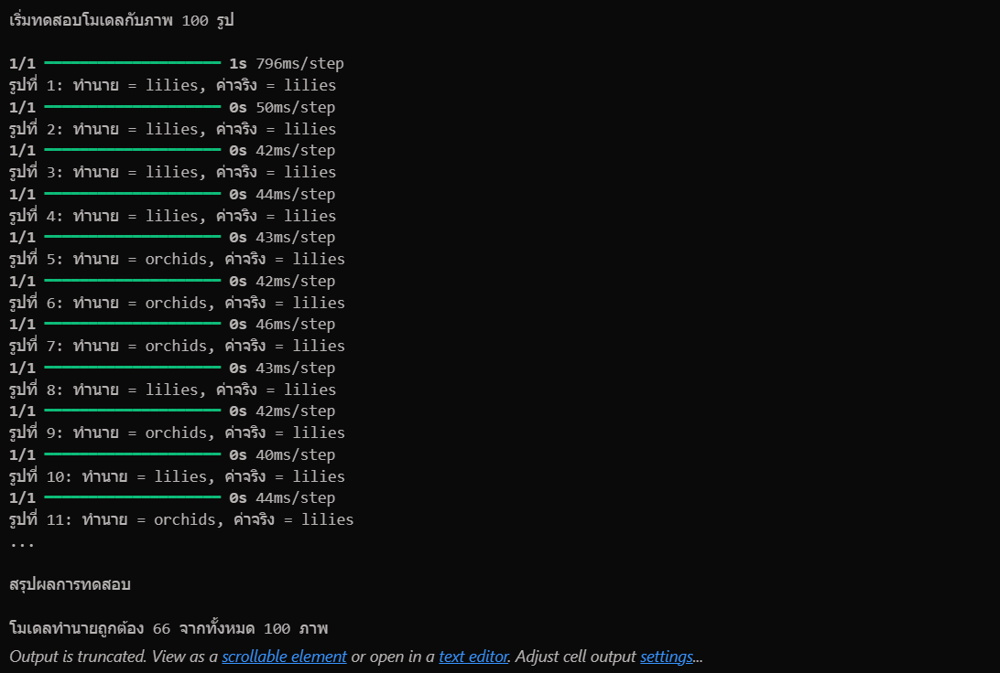 เริ่มทดสอบโมเดลกับภาพ 100 รูป
1/1 ━━━━━━━━━━━━━━━━━━━━ 1s 796ms/step
รูปที่ 1: ทำนาย = lilies, ค่าจริง = lilies
1/1 ━━━━━━━━━━━━━━━━━━━━ 0s 50ms/step
รูปที่ 2: ทำนาย = lilies, ค่าจริง = lilies
1/1 ━━━━━━━━━━━━━━━━━━━━ 0s 42ms/step
รูปที่ 3: ทำนาย = lilies, ค่าจริง = lilies
1/1 ━━━━━━━━━━━━━━━━━━━━ 0s 44ms/step
รูปที่ 4: ทำนาย = lilies, ค่าจริง = lilies
1/1 ━━━━━━━━━━━━━━━━━━━━ 0s 43ms/step
รูปที่ 5: ทำนาย = orchids, ค่าจริง = lilies
1/1 ━━━━━━━━━━━━━━━━━━━━ 0s 42ms/step
รูปที่ 6: ทำนาย = orchids, ค่าจริง = lilies
1/1 ━━━━━━━━━━━━━━━━━━━━ 0s 46ms/step
รูปที่ 7: ทำนาย = orchids, ค่าจริง = lilies
1/1 ━━━━━━━━━━━━━━━━━━━━ 0s 43ms/step
รูปที่ 8: ทำนาย = lilies, ค่าจริง = lilies
1/1 ━━━━━━━━━━━━━━━━━━━━ 0s 42ms/step
รูปที่ 9: ทำนาย = orchids, ค่าจริง = lilies
1/1 ━━━━━━━━━━━━━━━━━━━━ 0s 40ms/step
รูปที่ 10: ทำนาย = lilies, ค่าจริง = lilies
1/1 ━━━━━━━━━━━━━━━━━━━━ 0s 44ms/step
รูปที่ 11: ทำนาย = orchids, ค่าจริง = lilies
...
สรุปผลการทดสอบ
โมเดลทำนายถูกต้อง 66 จากทั้งหมด 100 ภาพ
Output is truncated. View as a scrollable element or open in a text editor. Adjust cell output settings...